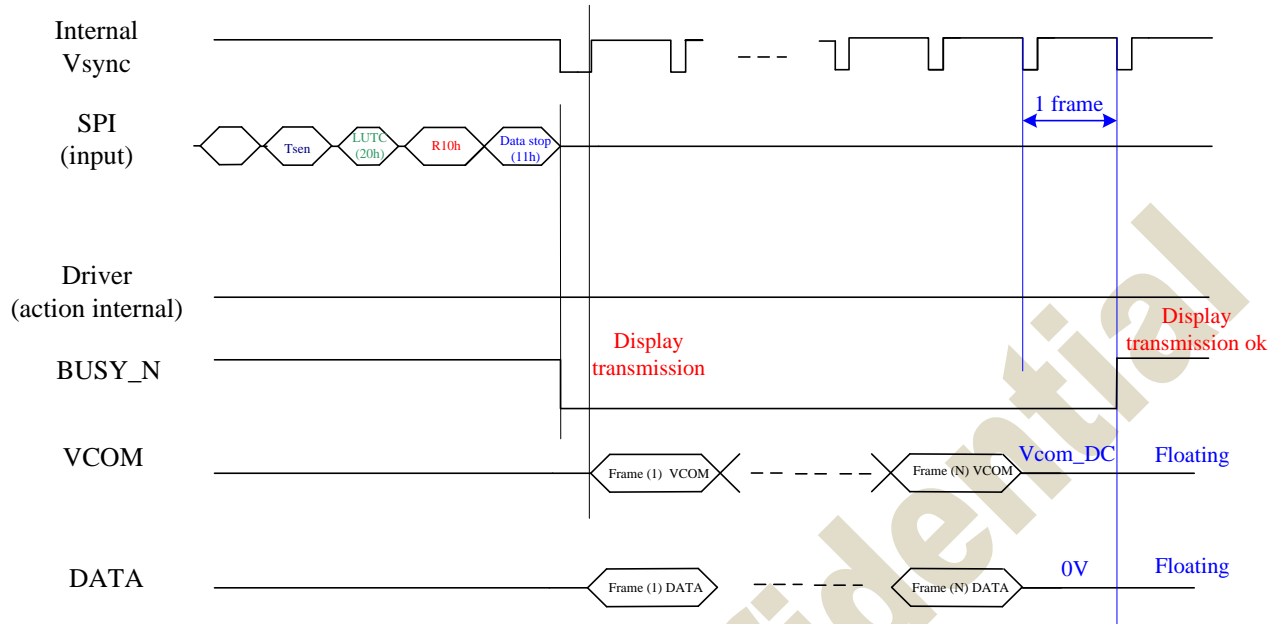 Internal
Vsync
1 frame
SPI
(input)
Tsen
LUTC
(20h)
R10h
Data stop
(11h)
Driver
(action internal)
BUSY_N
Display
transmission
Display
transmission ok
VCOM
Frame (1) VCOM
Frame (N) VCOM
Vcom_DC
Floating
DATA
Frame (1) DATA
Frame (N) DATA
0V
Floating
fidential